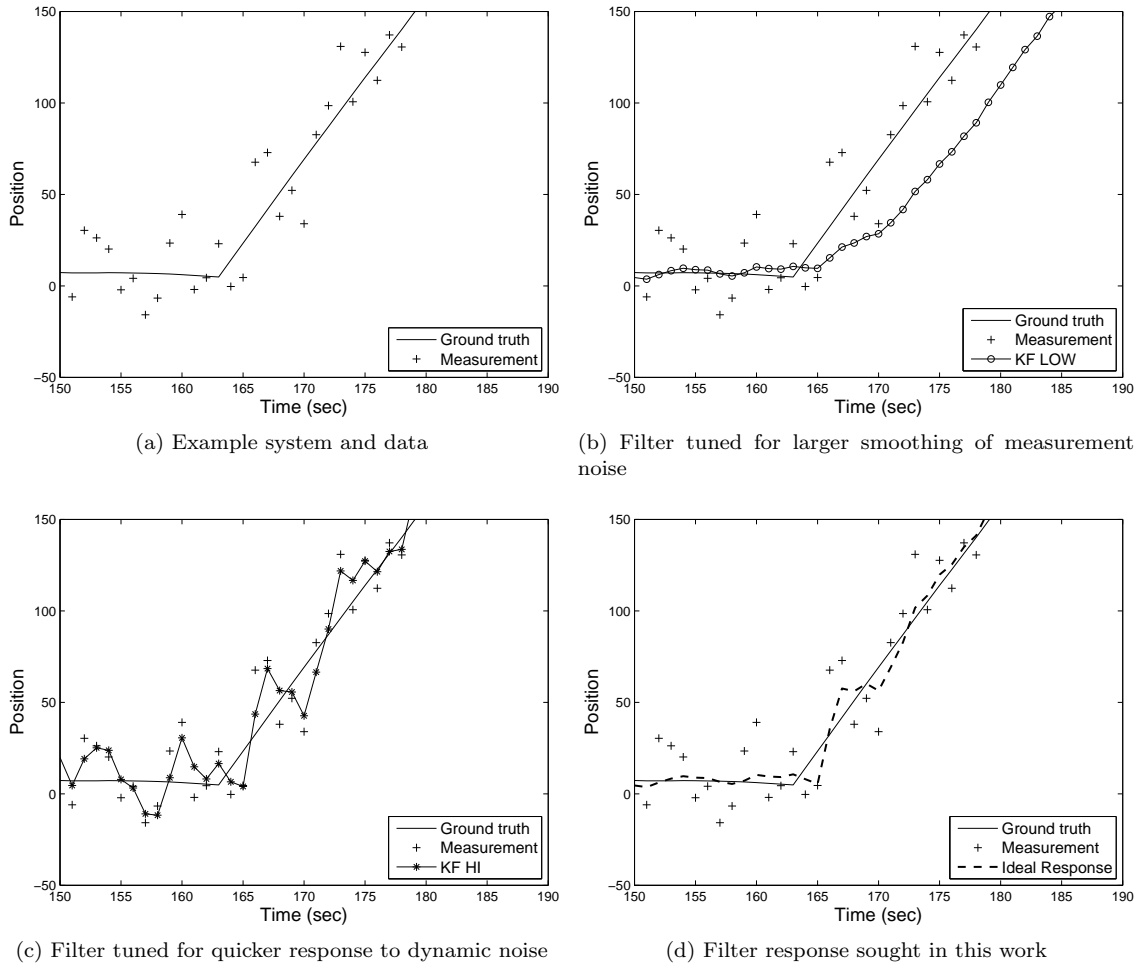 150
100
50
0
−50
150 155 160 165 170 175 180 185 190
Position
Time (sec)
Ground truth
Measurement
(a) Example system and data
150
100
50
0
−50
150 155 160 165 170 175 180 185 190
Position
Time (sec)
Ground truth
Measurement
KF LOW
(b) Filter tuned for larger smoothing of measurement
noise
150
100
50
0
−50
150 155 160 165 170 175 180 185 190
Position
Time (sec)
Ground truth
Measurement
KF HI
(c) Filter tuned for quicker response to dynamic noise
150
100
50
0
−50
150 155 160 165 170 175 180 185 190
Position
Time (sec)
Ground truth
Measurement
Ideal Response
(d) Filter response sought in this work